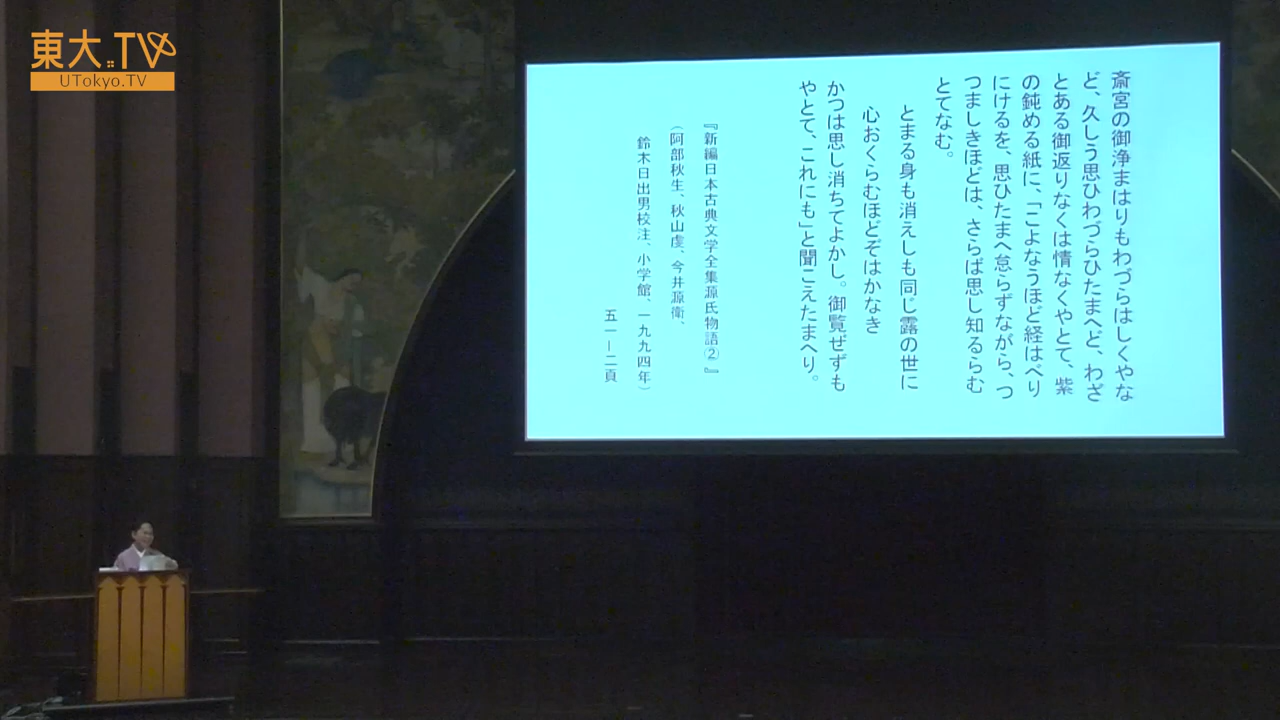 東大TV
UTokyo.TV
斎宮の御浄まはりもわづらはしくやな
ど、久しう思ひわづらひたまへど、わざ
とある御返りなくは情なくやとて、紫
の鈍める紙に、「こよなうほど経はべり
にけるを、思ひたまへ怠らずながら、つ
つましきほどは、さらば思し知るらむ
とてなむ。
とまる身も消えしも同じ露の世に
心おくらむほどぞはかなき
かつは思し消ちてよかし。御覧ぜずも
やとて、これにも」と聞こえたまへり。
『新編日本古典文学全集源氏物語②』
（阿部秋生、秋山虔、今井源衛、
鈴木日出男校注、小学館、一九九四年）
五一－二頁